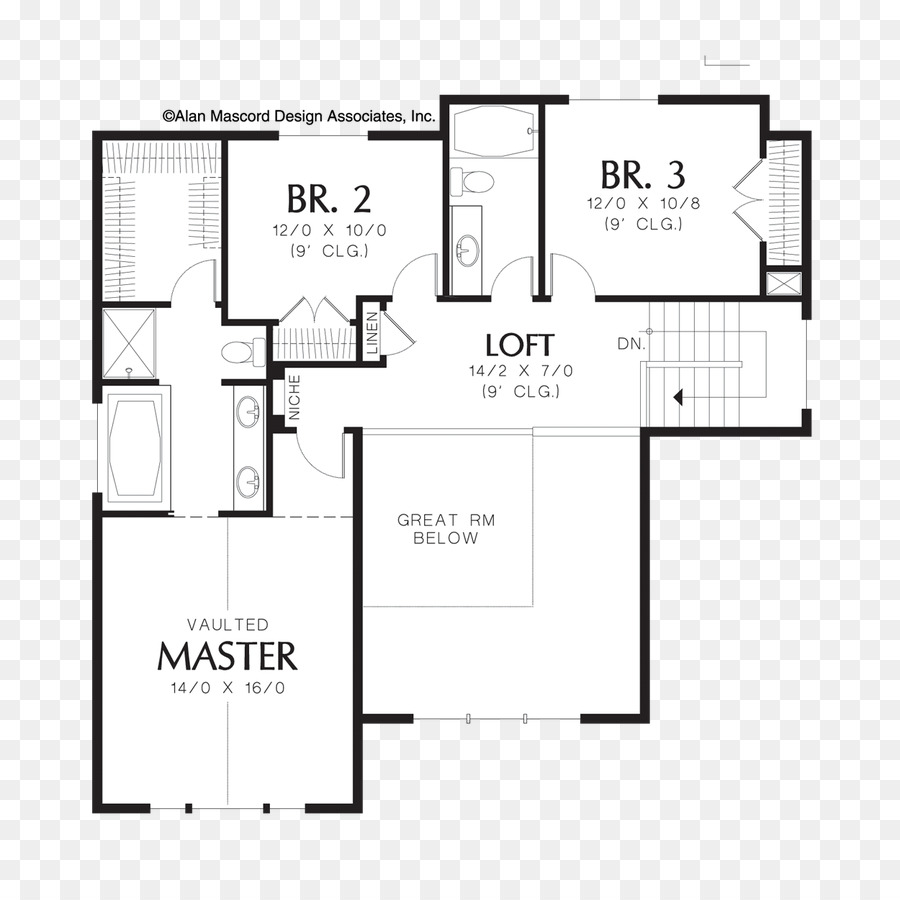 ©Alan Mascord Design Associates, Inc.
BR. 2
12/0 X 10/0
(9' CLG.)
BR. 3
12/0 X 10/8
(9' CLG.)
LINEN
LOFT
14/2 X 7/0
(9' CLG.)
DN.
NICHE
GREAT RM
BELOW
VAULTED
MASTER
14/0 X 16/0